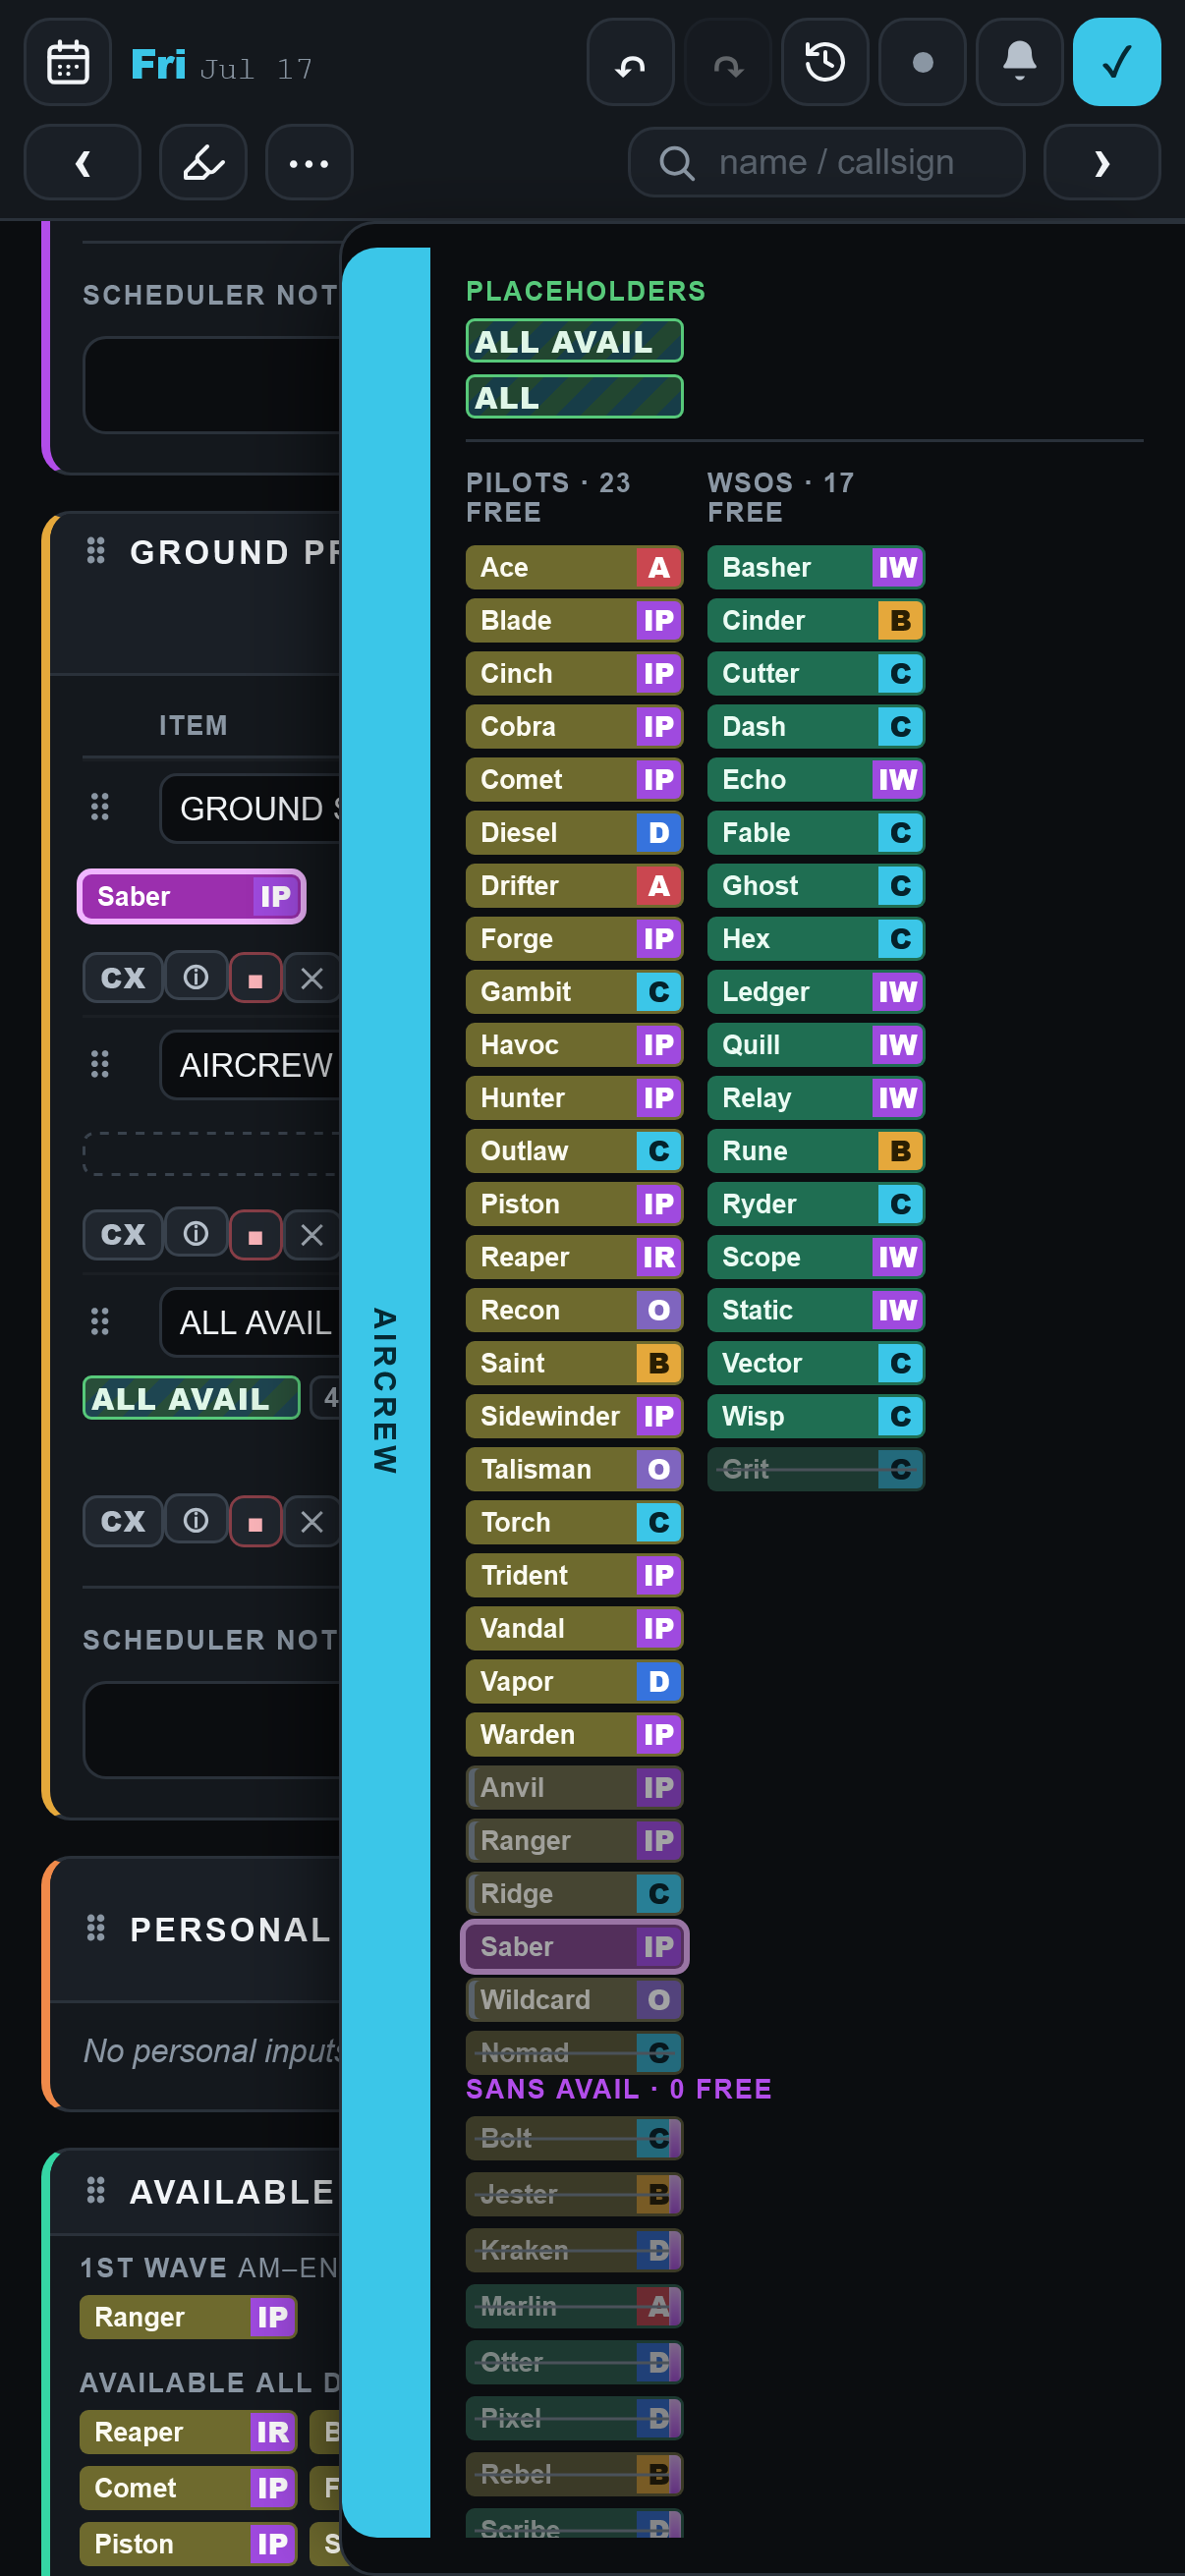 Fri Jul 17
name / callsign
SCHEDULER NOT
GROUND PR
ITEM
GROUND S
Saber IP
CX
AIRCREW
CX
ALL AVAIL
ALL AVAIL 4
CX
SCHEDULER NOT
PERSONAL
No personal inputs
AVAILABLE
1ST WAVE AM–EN
Ranger IP
AVAILABLE ALL D
Reaper IR B
Comet IP F
Piston IP S
AIRCREW
PLACEHOLDERS
ALL AVAIL
ALL
PILOTS · 23
FREE
Ace A
Blade IP
Cinch IP
Cobra IP
Comet IP
Diesel D
Drifter A
Forge IP
Gambit C
Havoc IP
Hunter IP
Outlaw C
Piston IP
Reaper IR
Recon O
Saint B
Sidewinder IP
Talisman O
Torch C
Trident IP
Vandal IP
Vapor D
Warden IP
Anvil IP
Ranger IP
Ridge C
Saber IP
Wildcard O
Nomad C
WSOS · 17
FREE
Basher IW
Cinder B
Cutter C
Dash C
Echo IW
Fable C
Ghost C
Hex C
Ledger IW
Quill IW
Relay IW
Rune B
Ryder C
Scope IW
Static IW
Vector C
Wisp C
Grit C
SANS AVAIL · 0 FREE
Bolt C
Jester B
Kraken D
Marlin A
Otter D
Pixel D
Rebel B
Scribe D